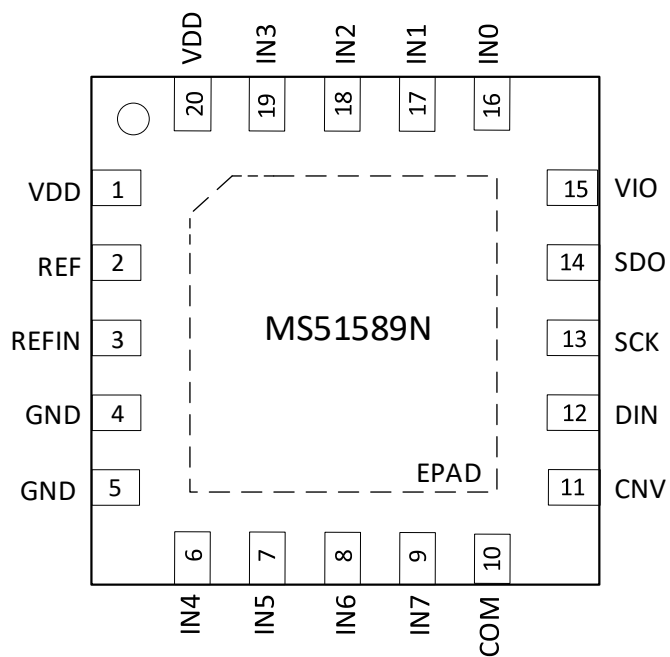 VDD IN3 IN2 IN1 IN0
20 19 18 17 16
VDD 1 15 VIO
REF 2 14 SDO
MS51589N
REFIN 3 13 SCK
GND 4 12 DIN
EPAD
GND 5 11 CNV
6 7 8 9 10
IN4 IN5 IN6 IN7 COM